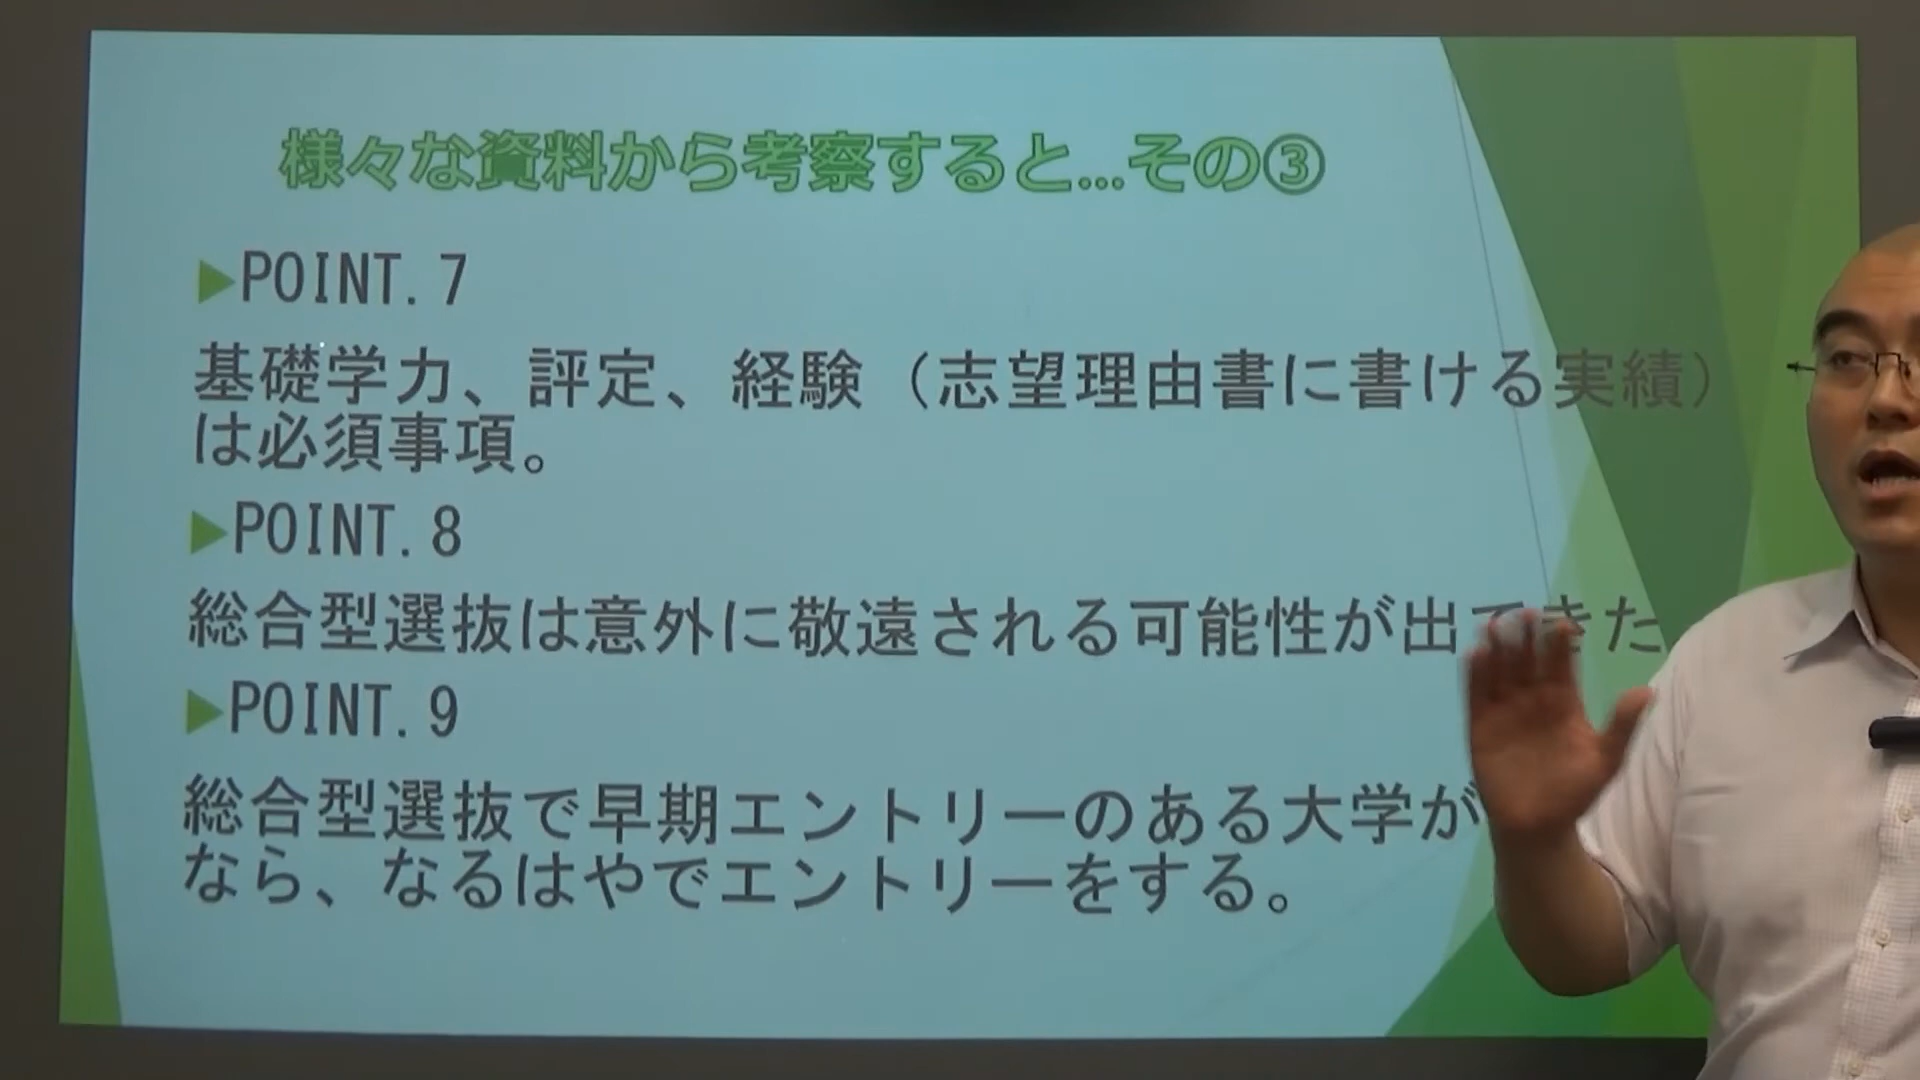 様々な資料から考察すると…その③
▶POINT.7
基礎学力、評定、経験（志望理由書に書ける実績）
は必須事項。
▶POINT.8
総合型選抜は意外に敬遠される可能性が出てきた
▶POINT.9
総合型選抜で早期エントリーのある大学が
なら、なるはやでエントリーをする。